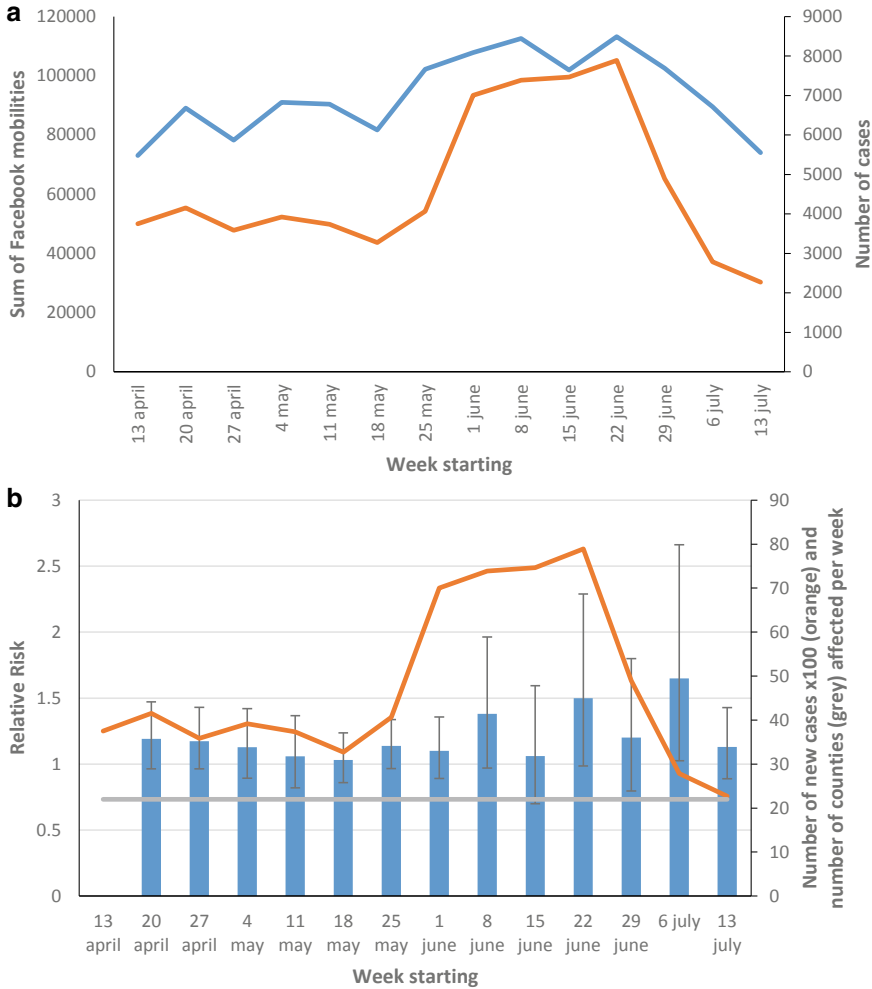 a
120000
100000
80000
60000
40000
20000
0
Sum of Facebook mobilities
9000
8000
7000
6000
5000
4000
3000
2000
1000
0
Number of cases
13 april
20 april
27 april
4 may
11 may
18 may
25 may
1 june
8 june
15 june
22 june
29 june
6 july
13 july
Week starting
b
3
2.5
2
1.5
1
0.5
0
Relative Risk
90
80
70
60
50
40
30
20
10
0
Number of new cases x100 (orange) and
number of counties (grey) affected per week
13
april
20
april
27
april
4
may
11
may
18
may
25
may
1
june
8
june
15
june
22
june
29
june
6 july
13
july
Week starting